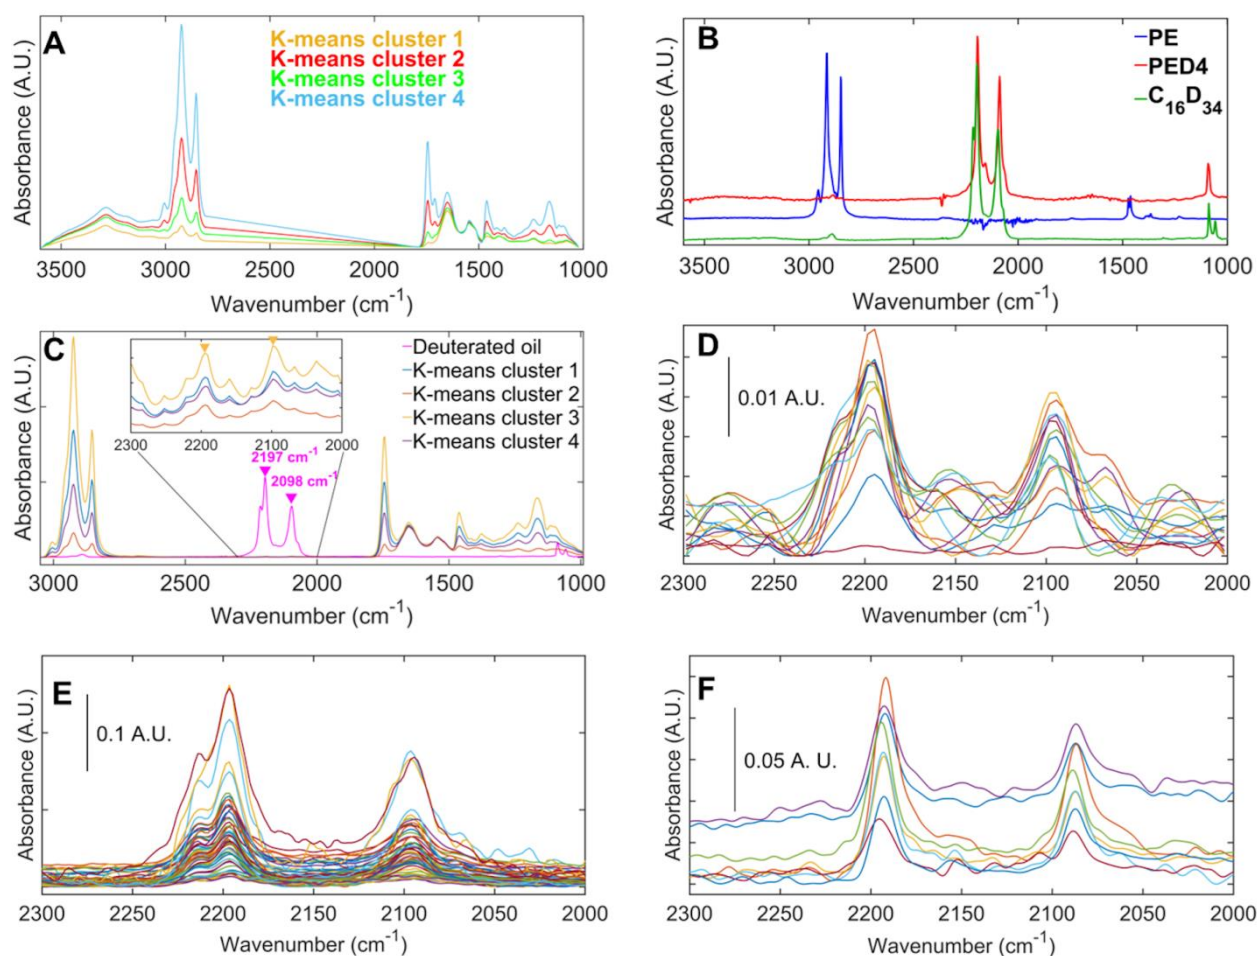 A
K-means cluster 1
K-means cluster 2
K-means cluster 3
K-means cluster 4
Absorbance (A.U.)
3500 3000 2500 2000 1500 1000
Wavenumber (cm⁻¹)
B
PE
PED4
C₁₆D₃₄
Absorbance (A.U.)
3500 3000 2500 2000 1500 1000
Wavenumber (cm⁻¹)
C
Deuterated oil
K-means cluster 1
K-means cluster 2
K-means cluster 3
K-means cluster 4
2300 2200 2100 2000
2197 cm⁻¹
2098 cm⁻¹
Absorbance (A.U.)
3000 2500 2000 1500 1000
Wavenumber (cm⁻¹)
D
0.01 A.U.
Absorbance (A.U.)
2300 2250 2200 2150 2100 2050 2000
Wavenumber (cm⁻¹)
E
0.1 A.U.
Absorbance (A.U.)
2300 2250 2200 2150 2100 2050 2000
Wavenumber (cm⁻¹)
F
0.05 A. U.
Absorbance (A.U.)
2300 2250 2200 2150 2100 2050 2000
Wavenumber (cm⁻¹)